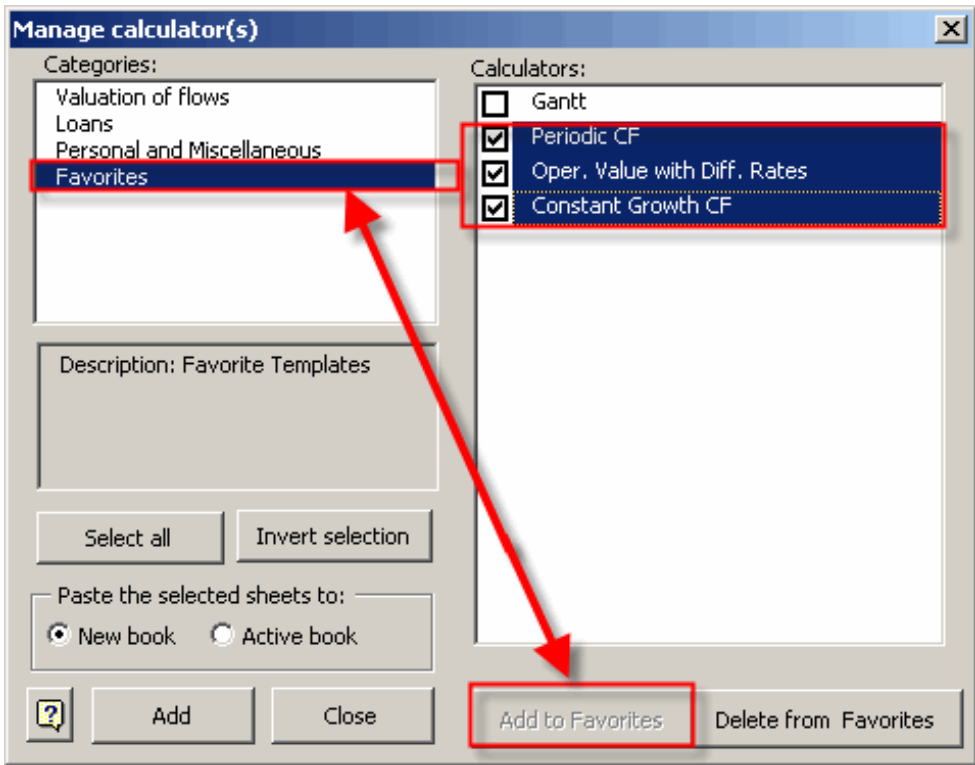 Manage calculator(s)
Categories:
Valuation of flows
Loans
Personal and Miscellaneous
Favorites
Calculators:
Gantt
Periodic CF
Oper. Value with Diff. Rates
Constant Growth CF
Description: Favorite Templates
Select all
Invert selection
Paste the selected sheets to:
New book
Active book
?
Add
Close
Add to Favorites
Delete from Favorites